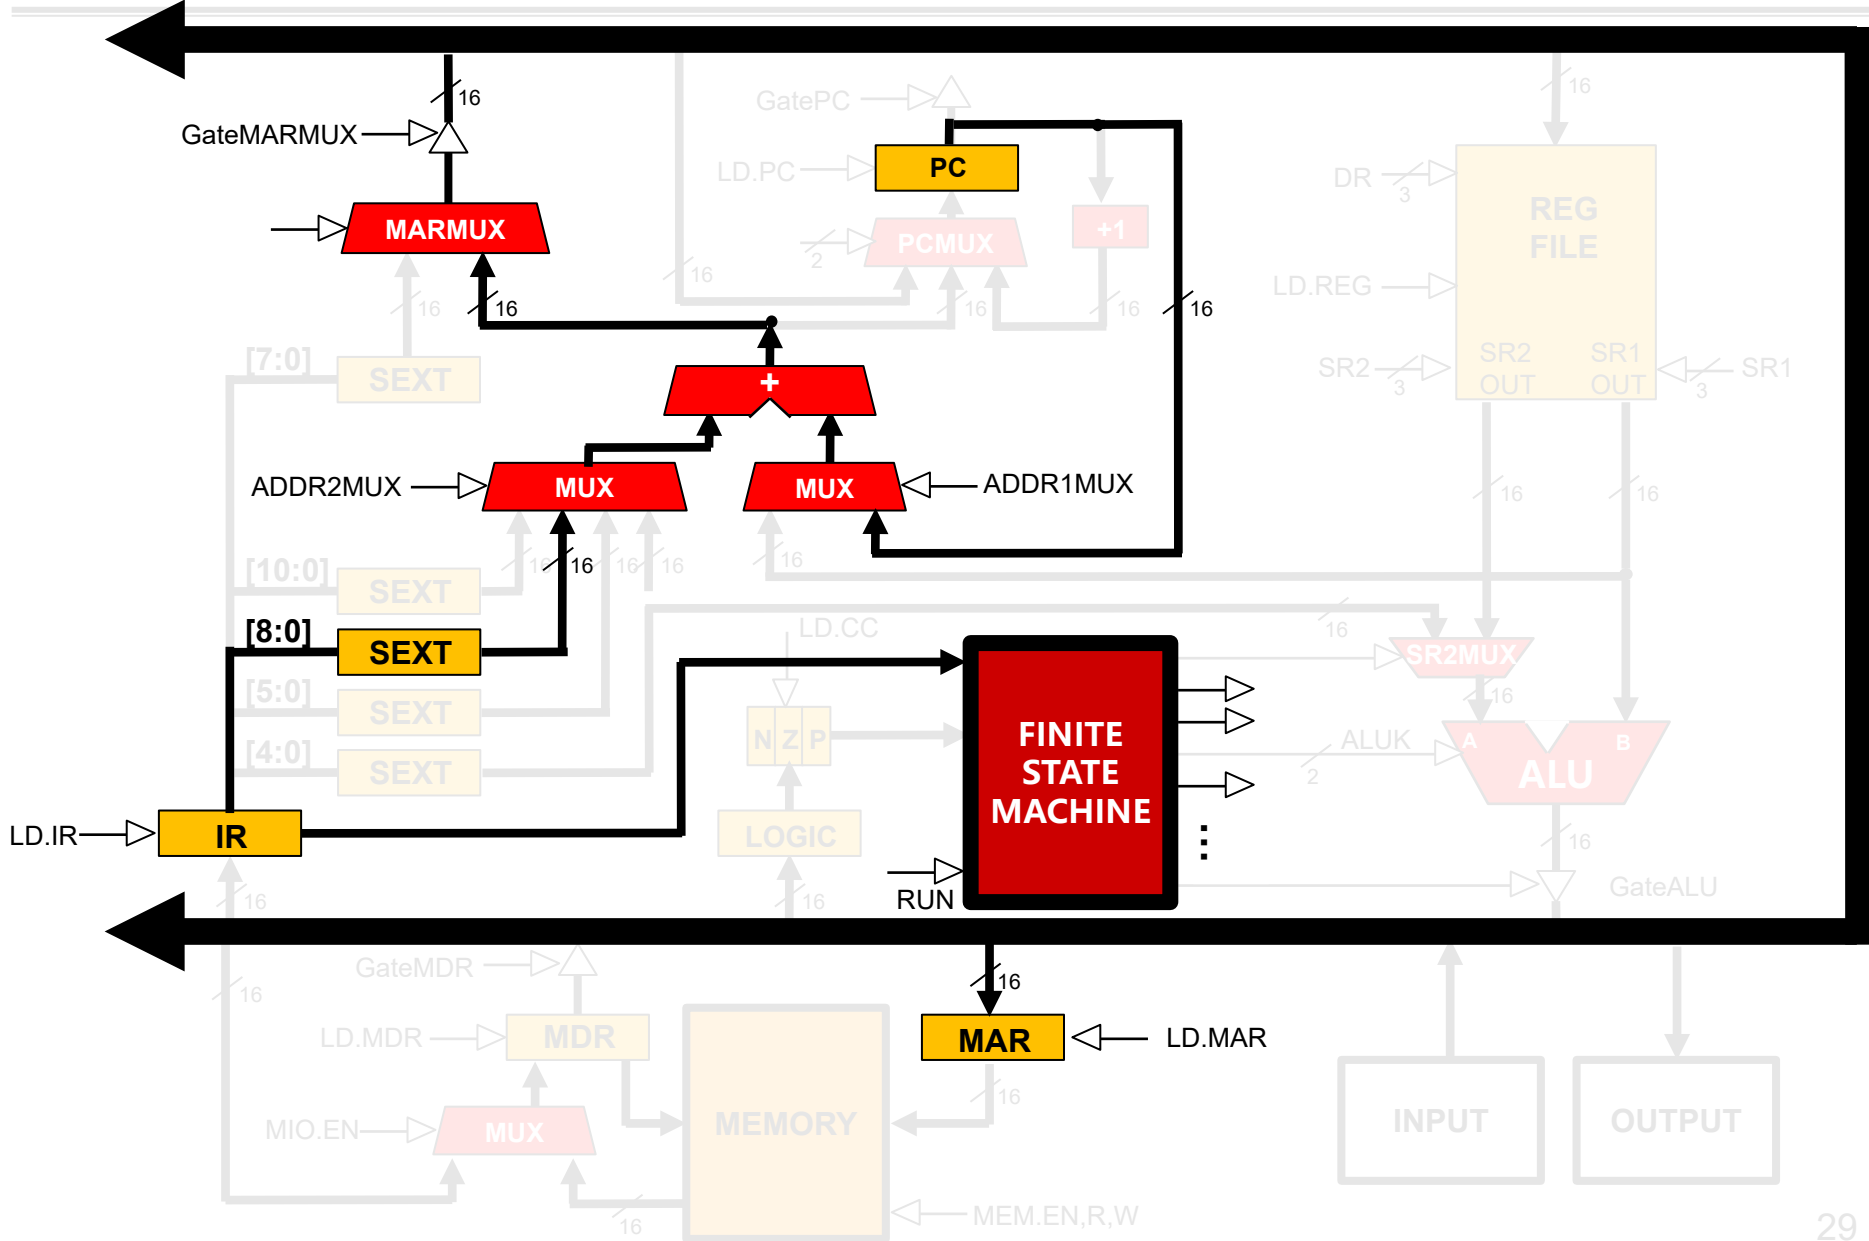 16
16
GateMARMUX
GatePC
16
LD.PC
PC
DR
3
REG
FILE
MARMUX
2
PCMUX
+1
16
16
16
16
16
16
LD.REG
[7:0]
SEXT
+
SR2
3
SR2
OUT
SR1
OUT
3
SR1
ADDR2MUX
MUX
MUX
ADDR1MUX
16
16
16
16
16
16
16
16
[10:0]
SEXT
[8:0]
SEXT
LD.CC
16
SR2MUX
16
[5:0]
SEXT
N Z P
FINITE
STATE
MACHINE
ALUK
2
A
B
ALU
[4:0]
SEXT
LD.IR
IR
LOGIC
⋮
16
RUN
GateALU
16
16
GateMDR
16
16
LD.MDR
MDR
MAR
LD.MAR
MIO.EN
MUX
MEMORY
16
INPUT
OUTPUT
16
MEM.EN,R,W
29